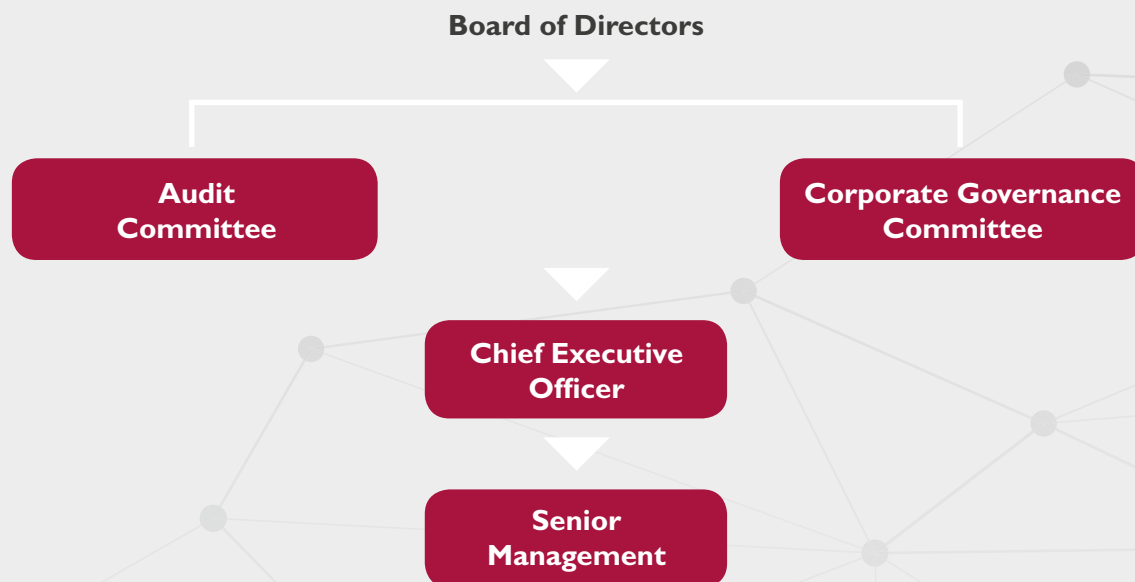 Board of Directors
Audit
Committee
Corporate Governance
Committee
Chief Executive
Officer
Senior
Management